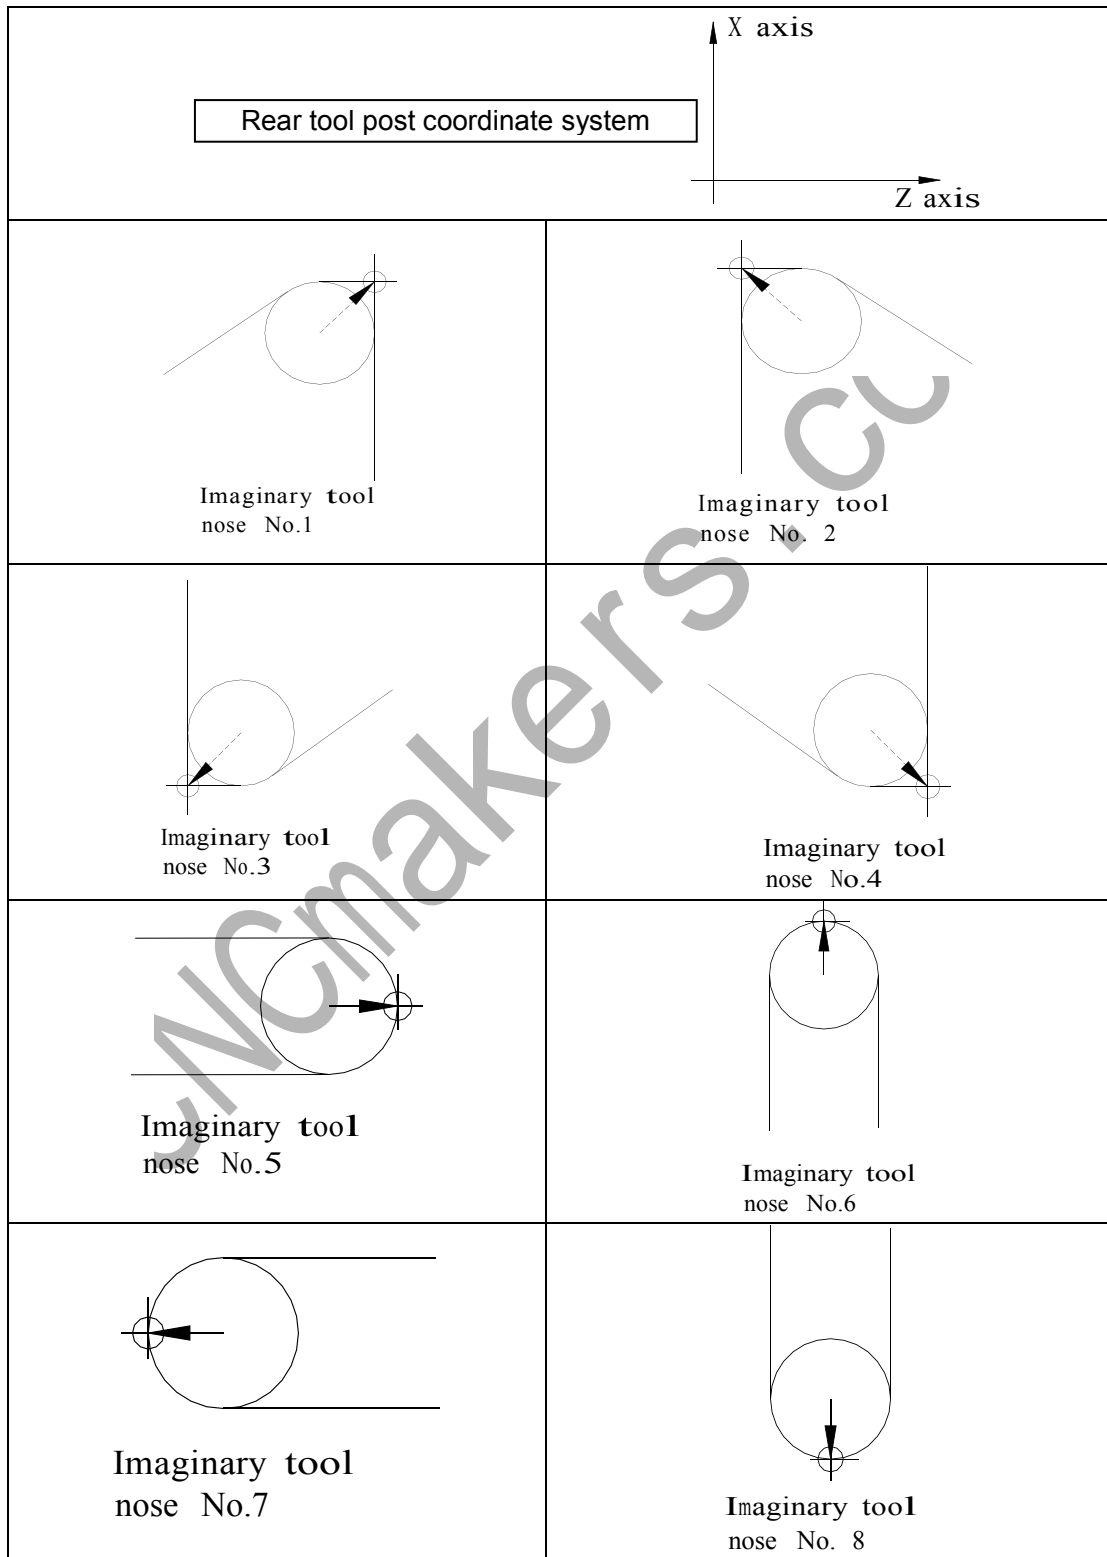 X axis
Rear tool post coordinate system
Z axis
Imaginary tool
nose No.1
Imaginary tool
nose No. 2
Imaginary tool
nose No.3
Imaginary tool
nose No.4
Imaginary tool
nose No.5
Imaginary tool
nose No.6
Imaginary tool
nose No.7
Imaginary tool
nose No. 8
CNCmakers.co